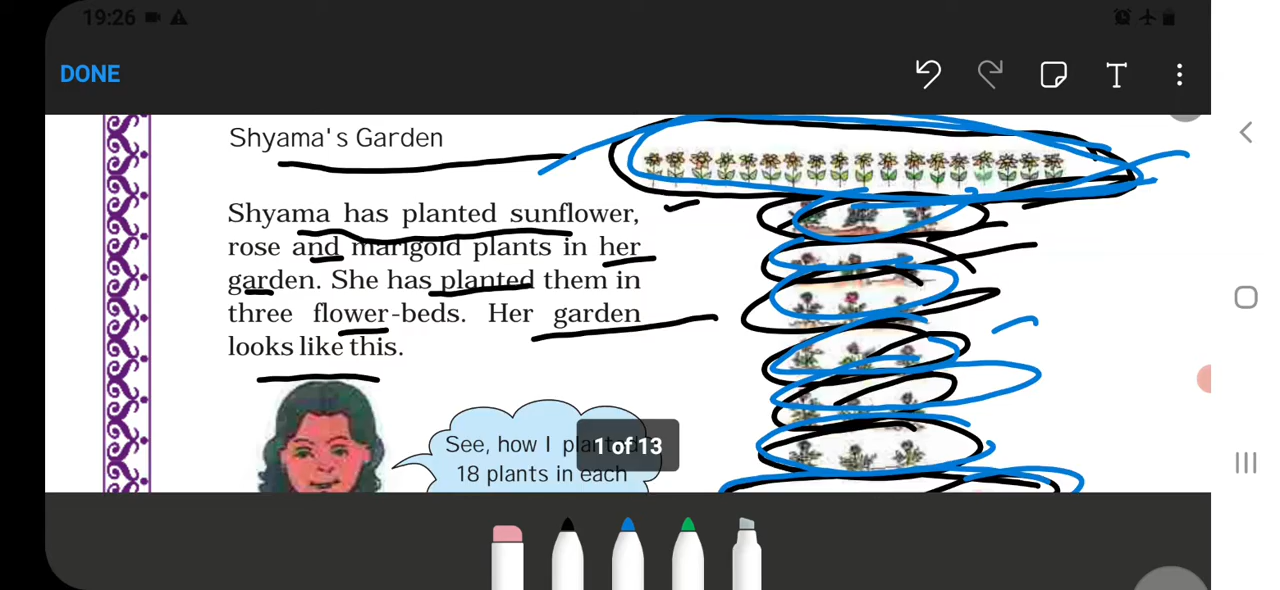 19:26
DONE
T
Shyama's Garden
Shyama has planted sunflower,
rose and marigold plants in her
garden. She has planted them in
three flower-beds. Her garden
looks like this.
See, how I planted
1 of 13
18 plants in each